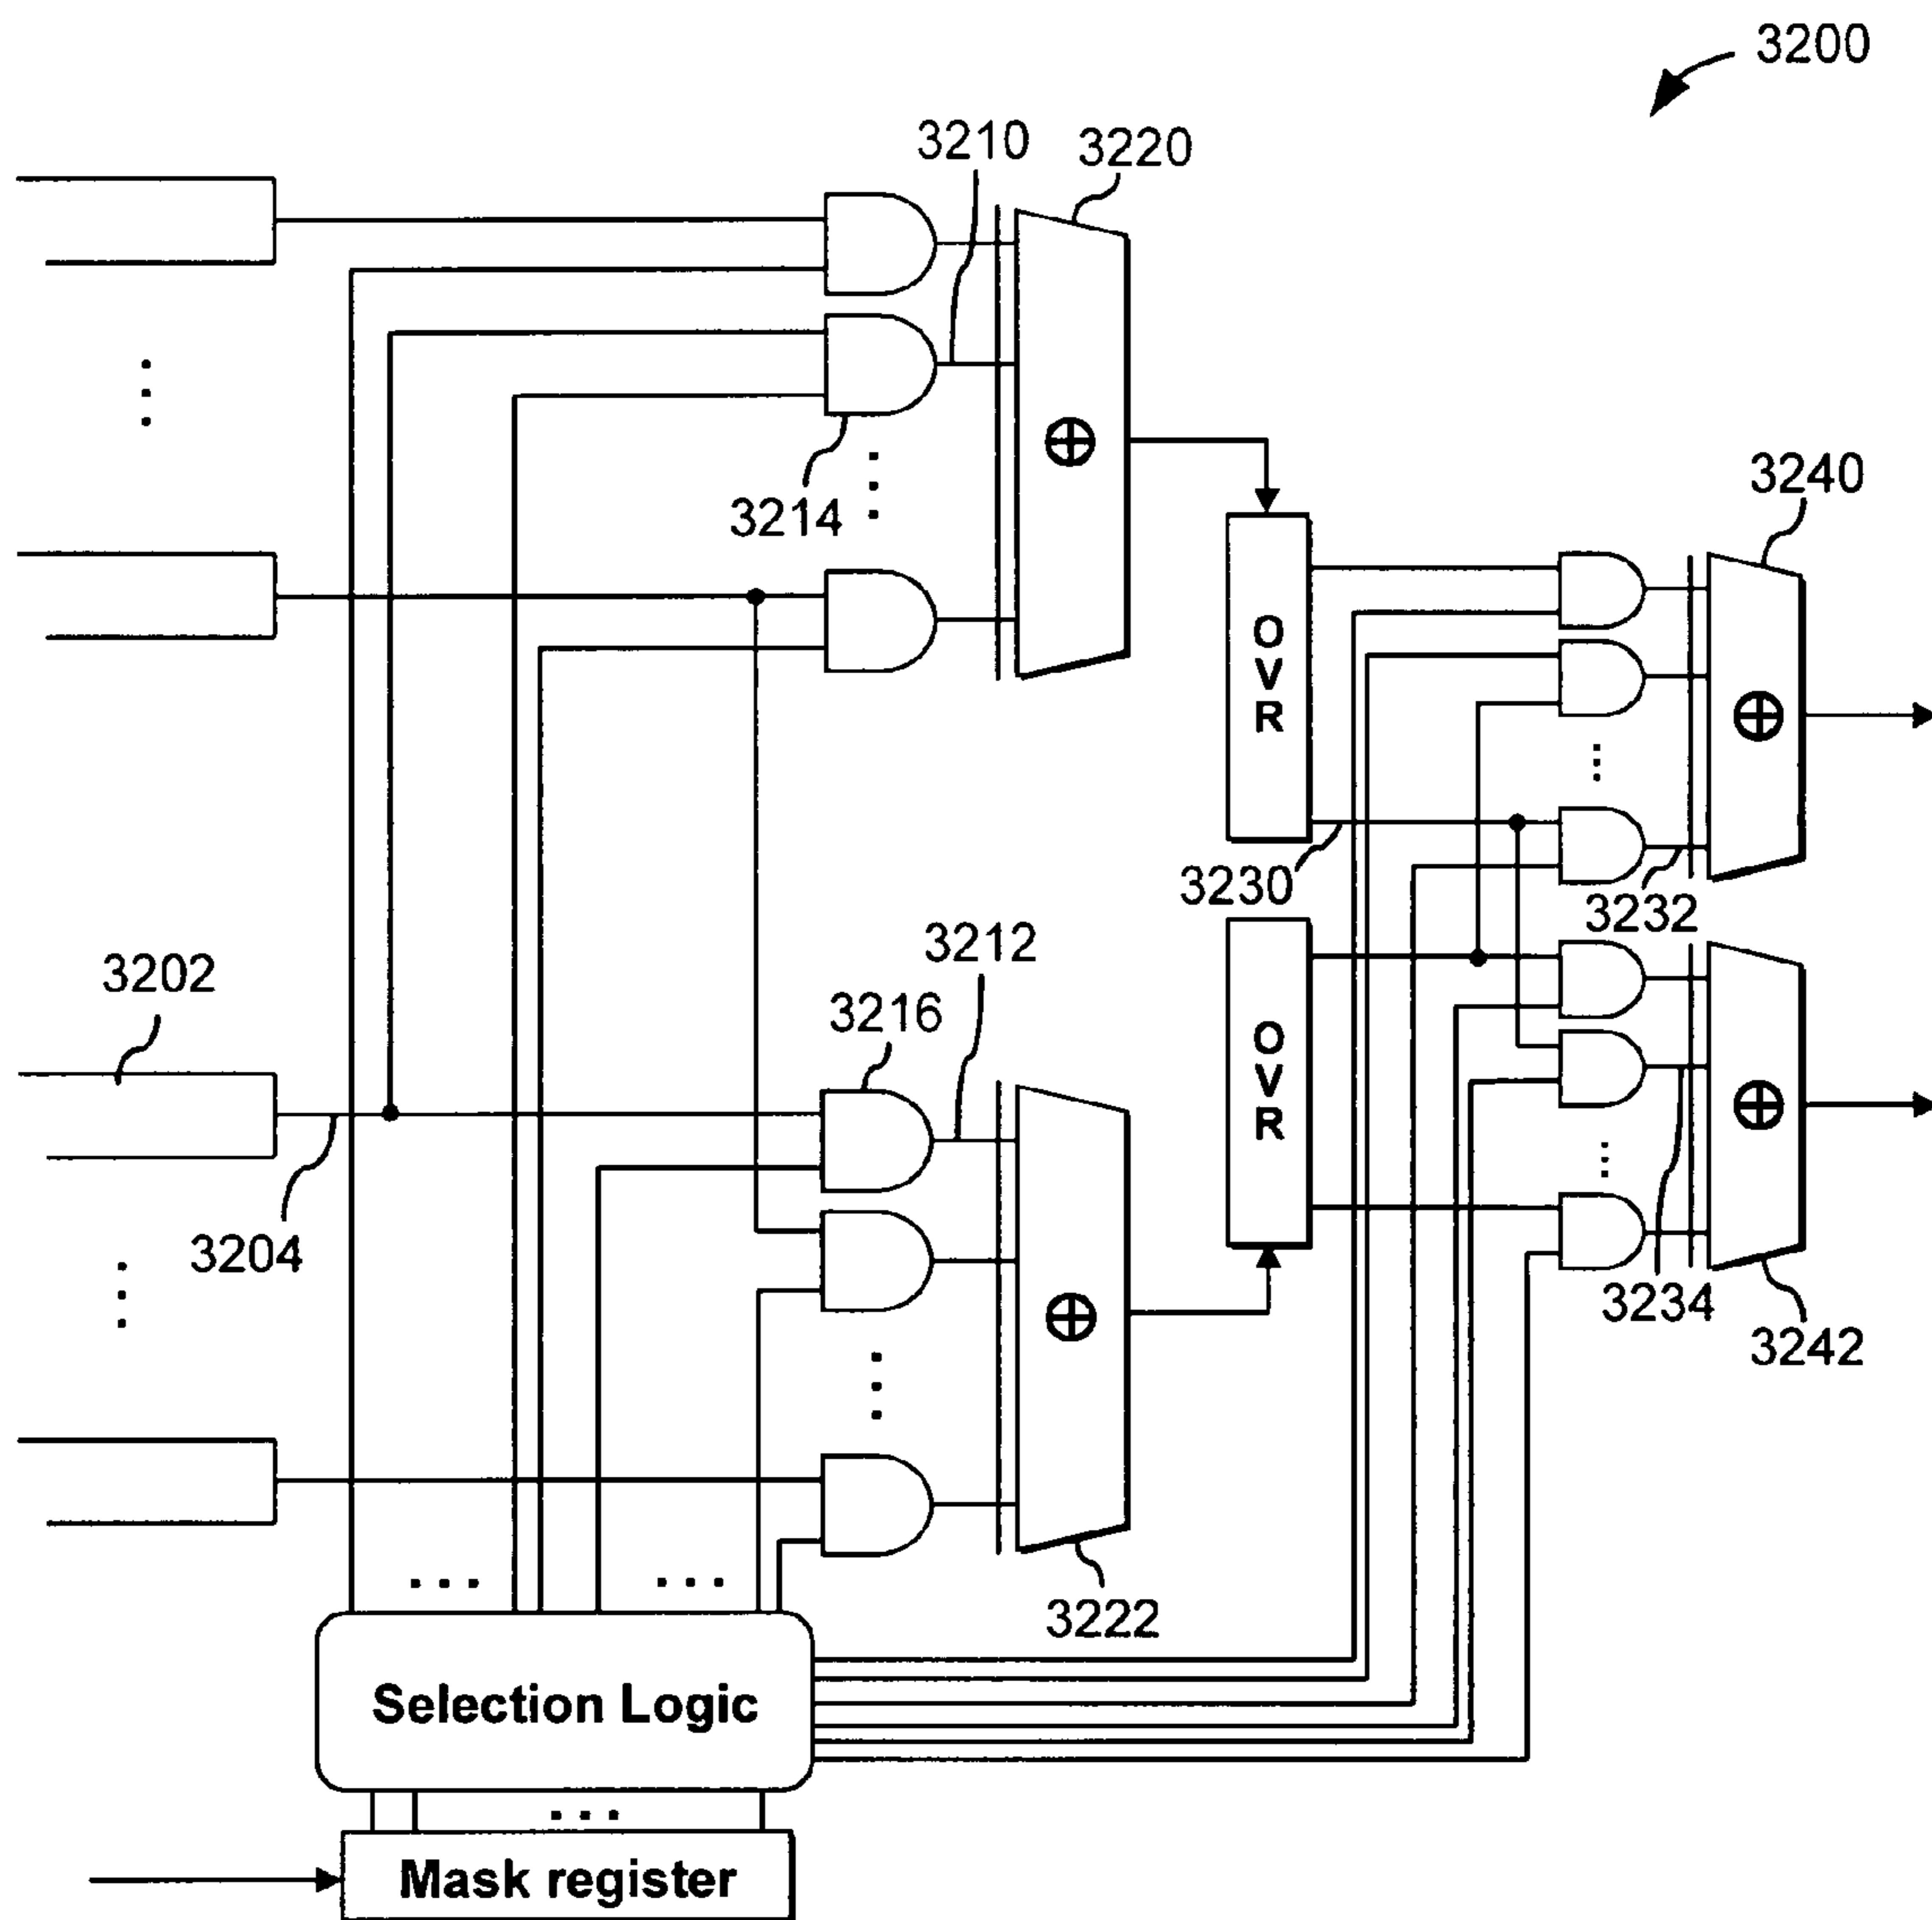 3200
3210
3220
3214
3240
O
V
R
3230
3232
3212
3202
3216
O
V
R
3204
3234
3242
3222
Selection Logic
Mask register